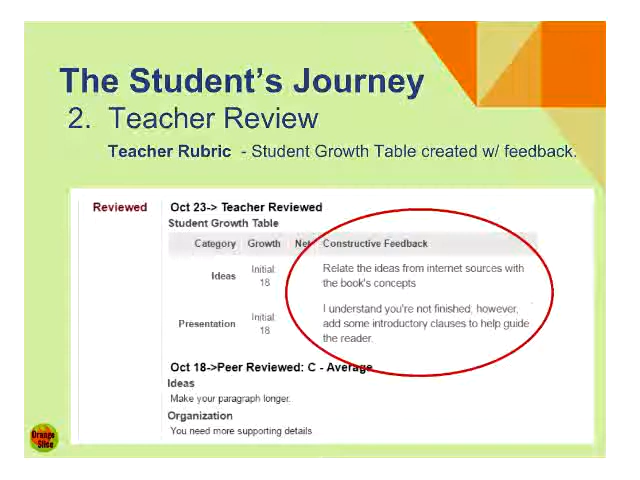 The Student's Journey
2. Teacher Review
Teacher Rubric - Student Growth Table created w/ feedback.
Reviewed
Oct 23-> Teacher Reviewed
Student Growth Table
Category Growth Net Constructive Feedback
Ideas
Initial:
18
Relate the ideas from internet sources with
the book's concepts
Presentation
Initial:
18
I understand you're not finished; however,
add some introductory clauses to help guide
the reader.
Oct 18->Peer Reviewed: C - Average
Ideas
Make your paragraph longer.
Organization
You need more supporting details
Orange
Slice